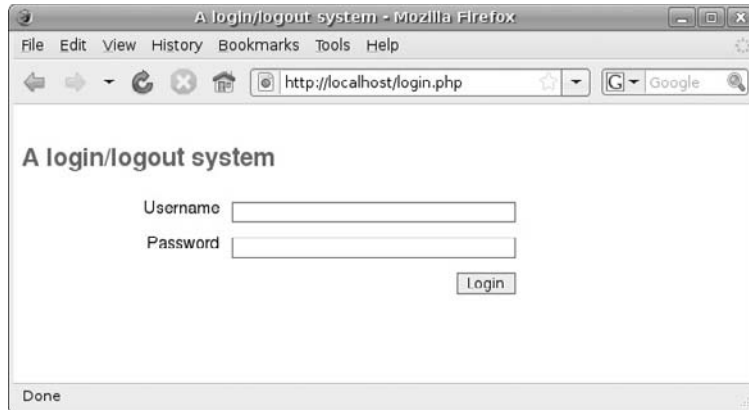 A login/logout system - Mozilla Firefox
File Edit View History Bookmarks Tools Help
http://localhost/login.php G Google
A login/logout system
Username
Password
Login
Done